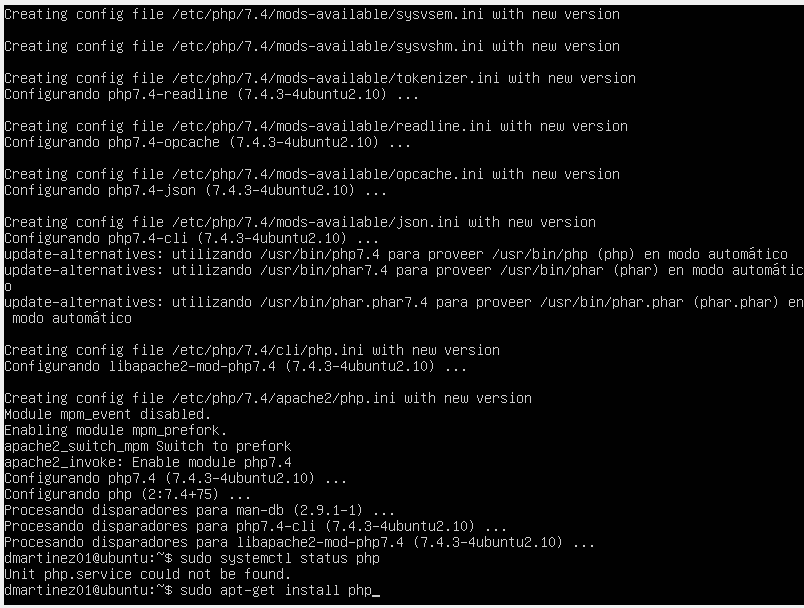 Creating config file /etc/php/7.4/mods-available/sysvsem.ini with new version
Creating config file /etc/php/7.4/mods-available/sysvshm.ini with new version
Creating config file /etc/php/7.4/mods-available/tokenizer.ini with new version
Configurando php7.4-readline (7.4.3-4ubuntu2.10) ...
Creating config file /etc/php/7.4/mods-available/readline.ini with new version
Configurando php7.4-opcache (7.4.3-4ubuntu2.10) ...
Creating config file /etc/php/7.4/mods-available/opcache.ini with new version
Configurando php7.4-json (7.4.3-4ubuntu2.10) ...
Creating config file /etc/php/7.4/mods-available/json.ini with new version
Configurando php7.4-cli (7.4.3-4ubuntu2.10) ...
update-alternatives: utilizando /usr/bin/php7.4 para proveer /usr/bin/php (php) en modo automático
update-alternatives: utilizando /usr/bin/phar7.4 para proveer /usr/bin/phar (phar) en modo automátic
o
update-alternatives: utilizando /usr/bin/phar.phar7.4 para proveer /usr/bin/phar.phar (phar.phar) en
 modo automático
Creating config file /etc/php/7.4/cli/php.ini with new version
Configurando libapache2-mod-php7.4 (7.4.3-4ubuntu2.10) ...
Creating config file /etc/php/7.4/apache2/php.ini with new version
Module mpm_event disabled.
Enabling module mpm_prefork.
apache2_switch_mpm Switch to prefork
apache2_invoke: Enable module php7.4
Configurando php7.4 (7.4.3-4ubuntu2.10) ...
Configurando php (2:7.4+75) ...
Procesando disparadores para man-db (2.9.1-1) ...
Procesando disparadores para php7.4-cli (7.4.3-4ubuntu2.10) ...
Procesando disparadores para libapache2-mod-php7.4 (7.4.3-4ubuntu2.10) ...
dmartinez01@ubuntu:~$ sudo systemctl status php
Unit php.service could not be found.
dmartinez01@ubuntu:~$ sudo apt-get install php_